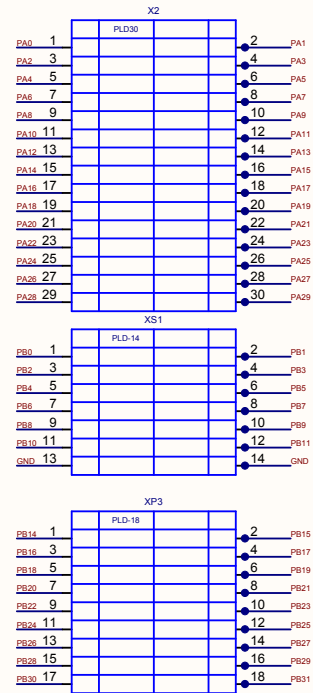 X2
PLD30
PA0 1 2 PA1
PA2 3 4 PA3
PA4 5 6 PA5
PA6 7 8 PA7
PA8 9 10 PA9
PA10 11 12 PA11
PA12 13 14 PA13
PA14 15 16 PA15
PA16 17 18 PA17
PA18 19 20 PA19
PA20 21 22 PA21
PA22 23 24 PA23
PA24 25 26 PA25
PA26 27 28 PA27
PA28 29 30 PA29
XS1
PLD-14
PB0 1 2 PB1
PB2 3 4 PB3
PB4 5 6 PB5
PB6 7 8 PB7
PB8 9 10 PB9
PB10 11 12 PB11
GND 13 14 GND
XP3
PLD-18
PB14 1 2 PB15
PB16 3 4 PB17
PB18 5 6 PB19
PB20 7 8 PB21
PB22 9 10 PB23
PB24 11 12 PB25
PB26 13 14 PB27
PB28 15 16 PB29
PB30 17 18 PB31